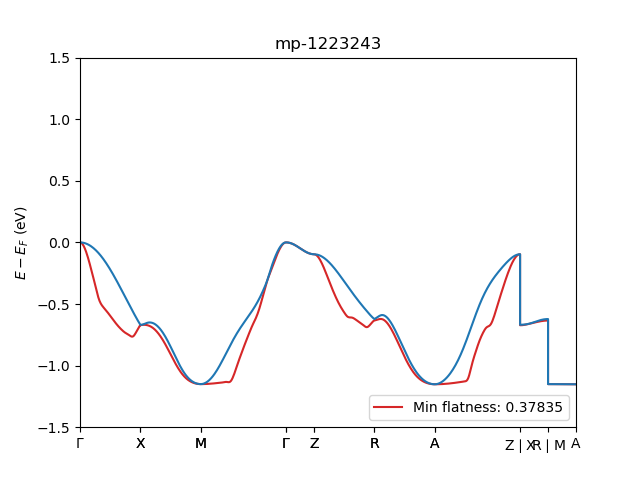 mp-1223243
E − E_F (eV)
1.5
1.0
0.5
0.0
−0.5
−1.0
−1.5
Min flatness: 0.37835
Γ X M Γ Z R A Z | X R | M A